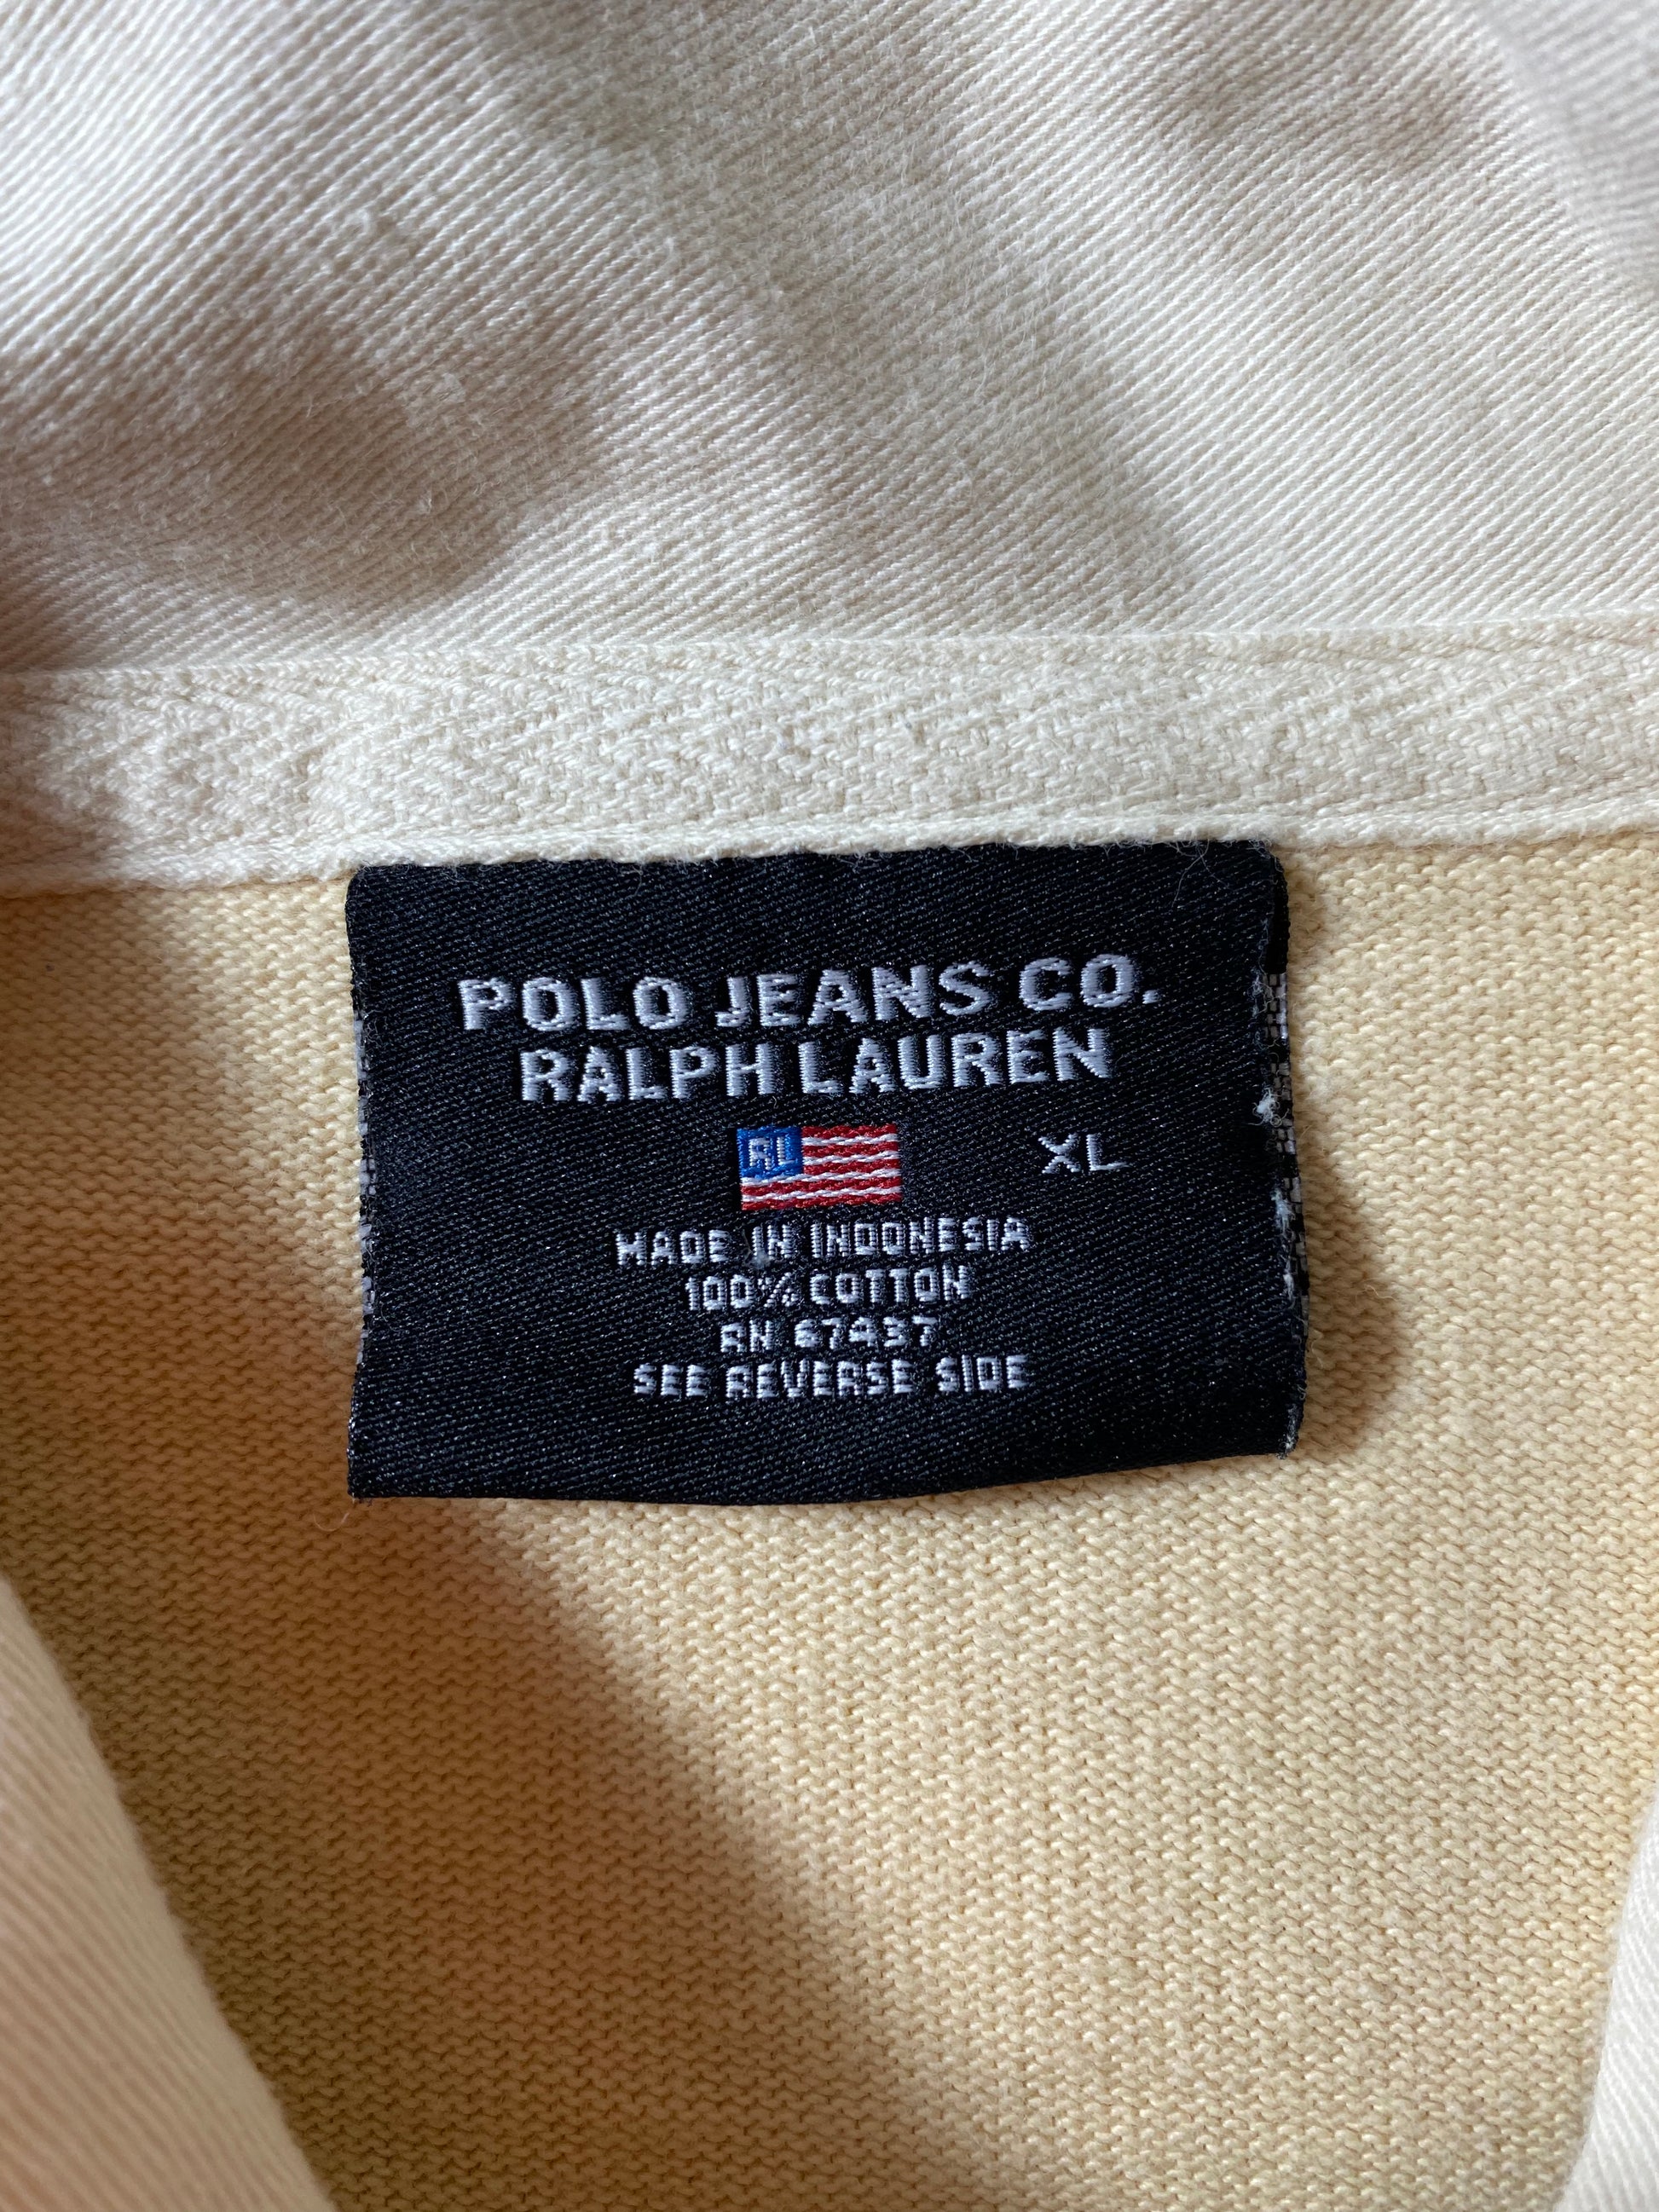 POLO JEANS CO.
RALPH LAUREN
RL XL
MADE IN INDONESIA
100% COTTON
RN 67437
SEE REVERSE SIDE